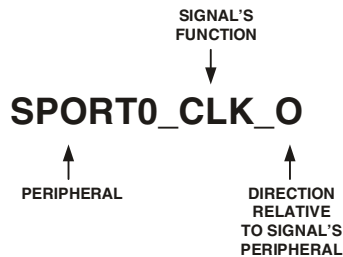 SIGNAL'S
FUNCTION
SPORT0_CLK_O
PERIPHERAL
DIRECTION
RELATIVE
TO SIGNAL'S
PERIPHERAL